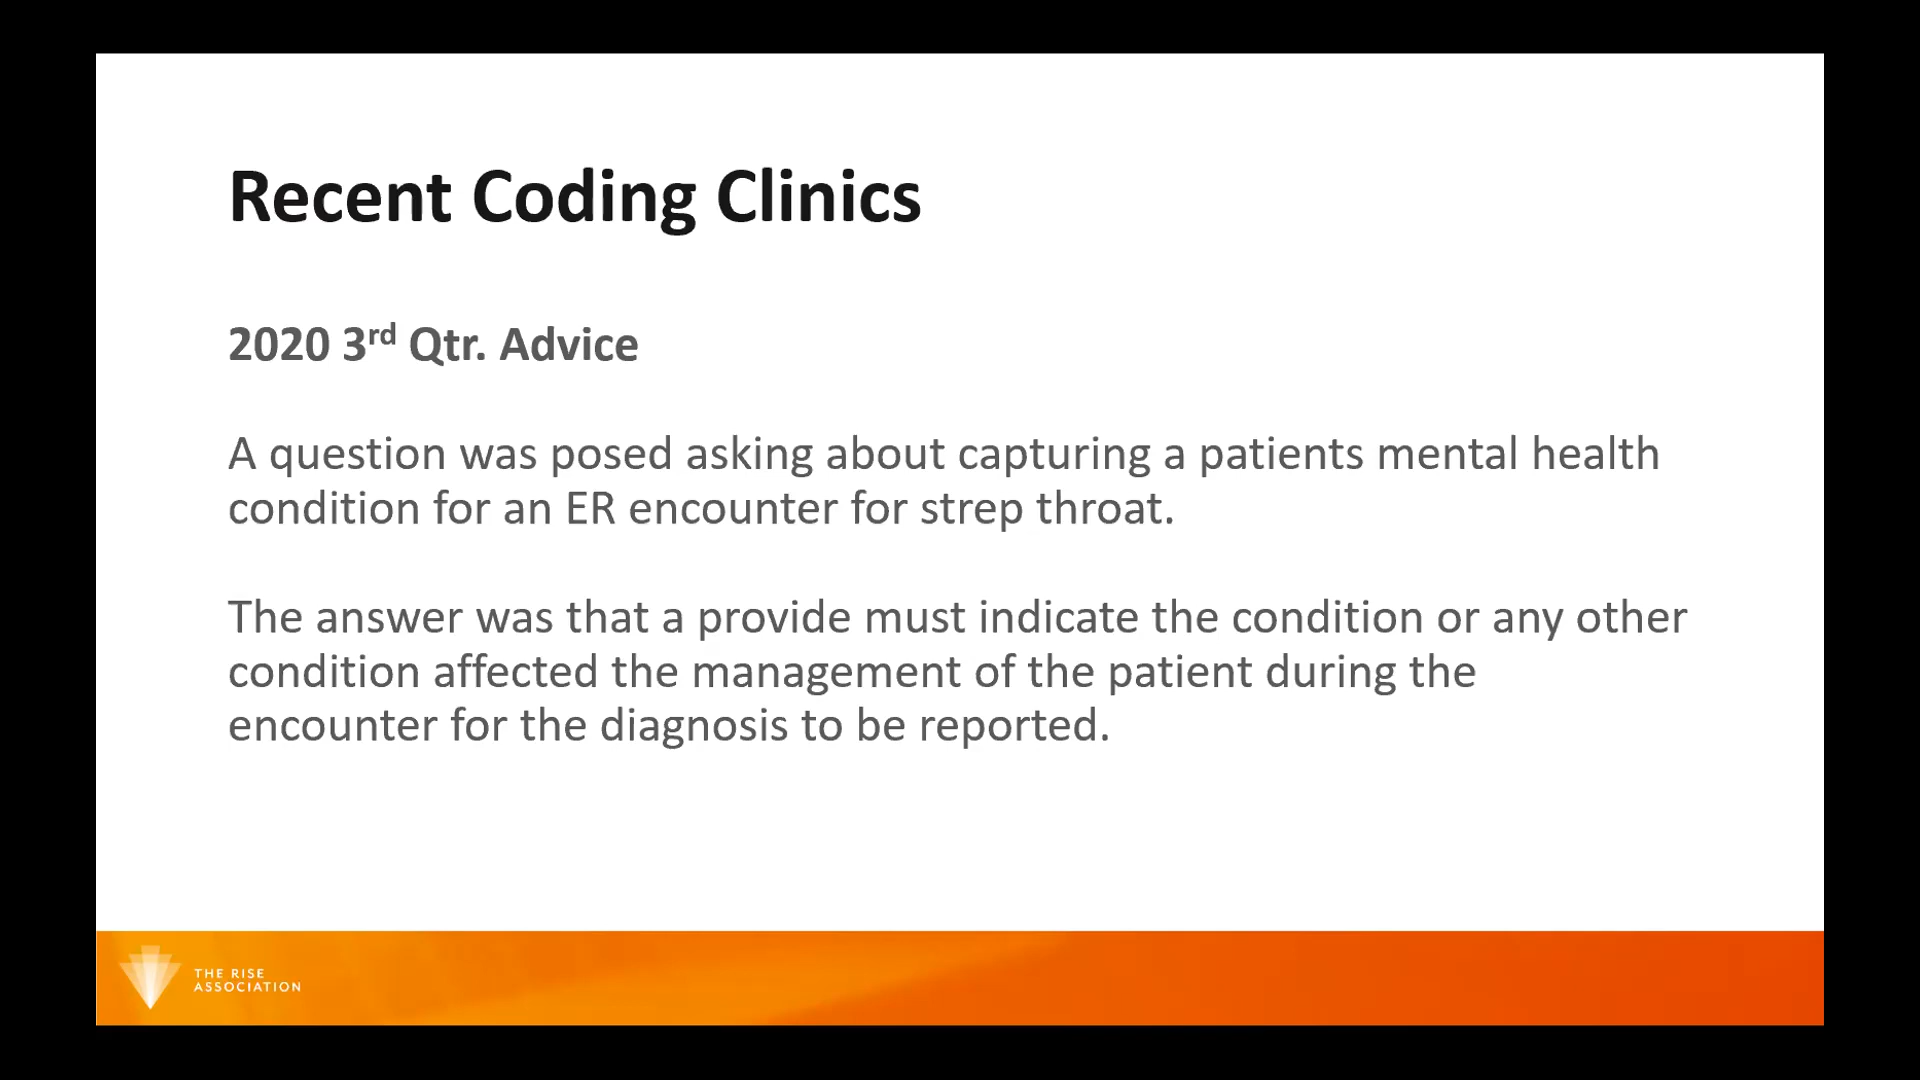 Recent Coding Clinics
2020 3rd Qtr. Advice
A question was posed asking about capturing a patients mental health
condition for an ER encounter for strep throat.
The answer was that a provide must indicate the condition or any other
condition affected the management of the patient during the
encounter for the diagnosis to be reported.
THE RISE
ASSOCIATION